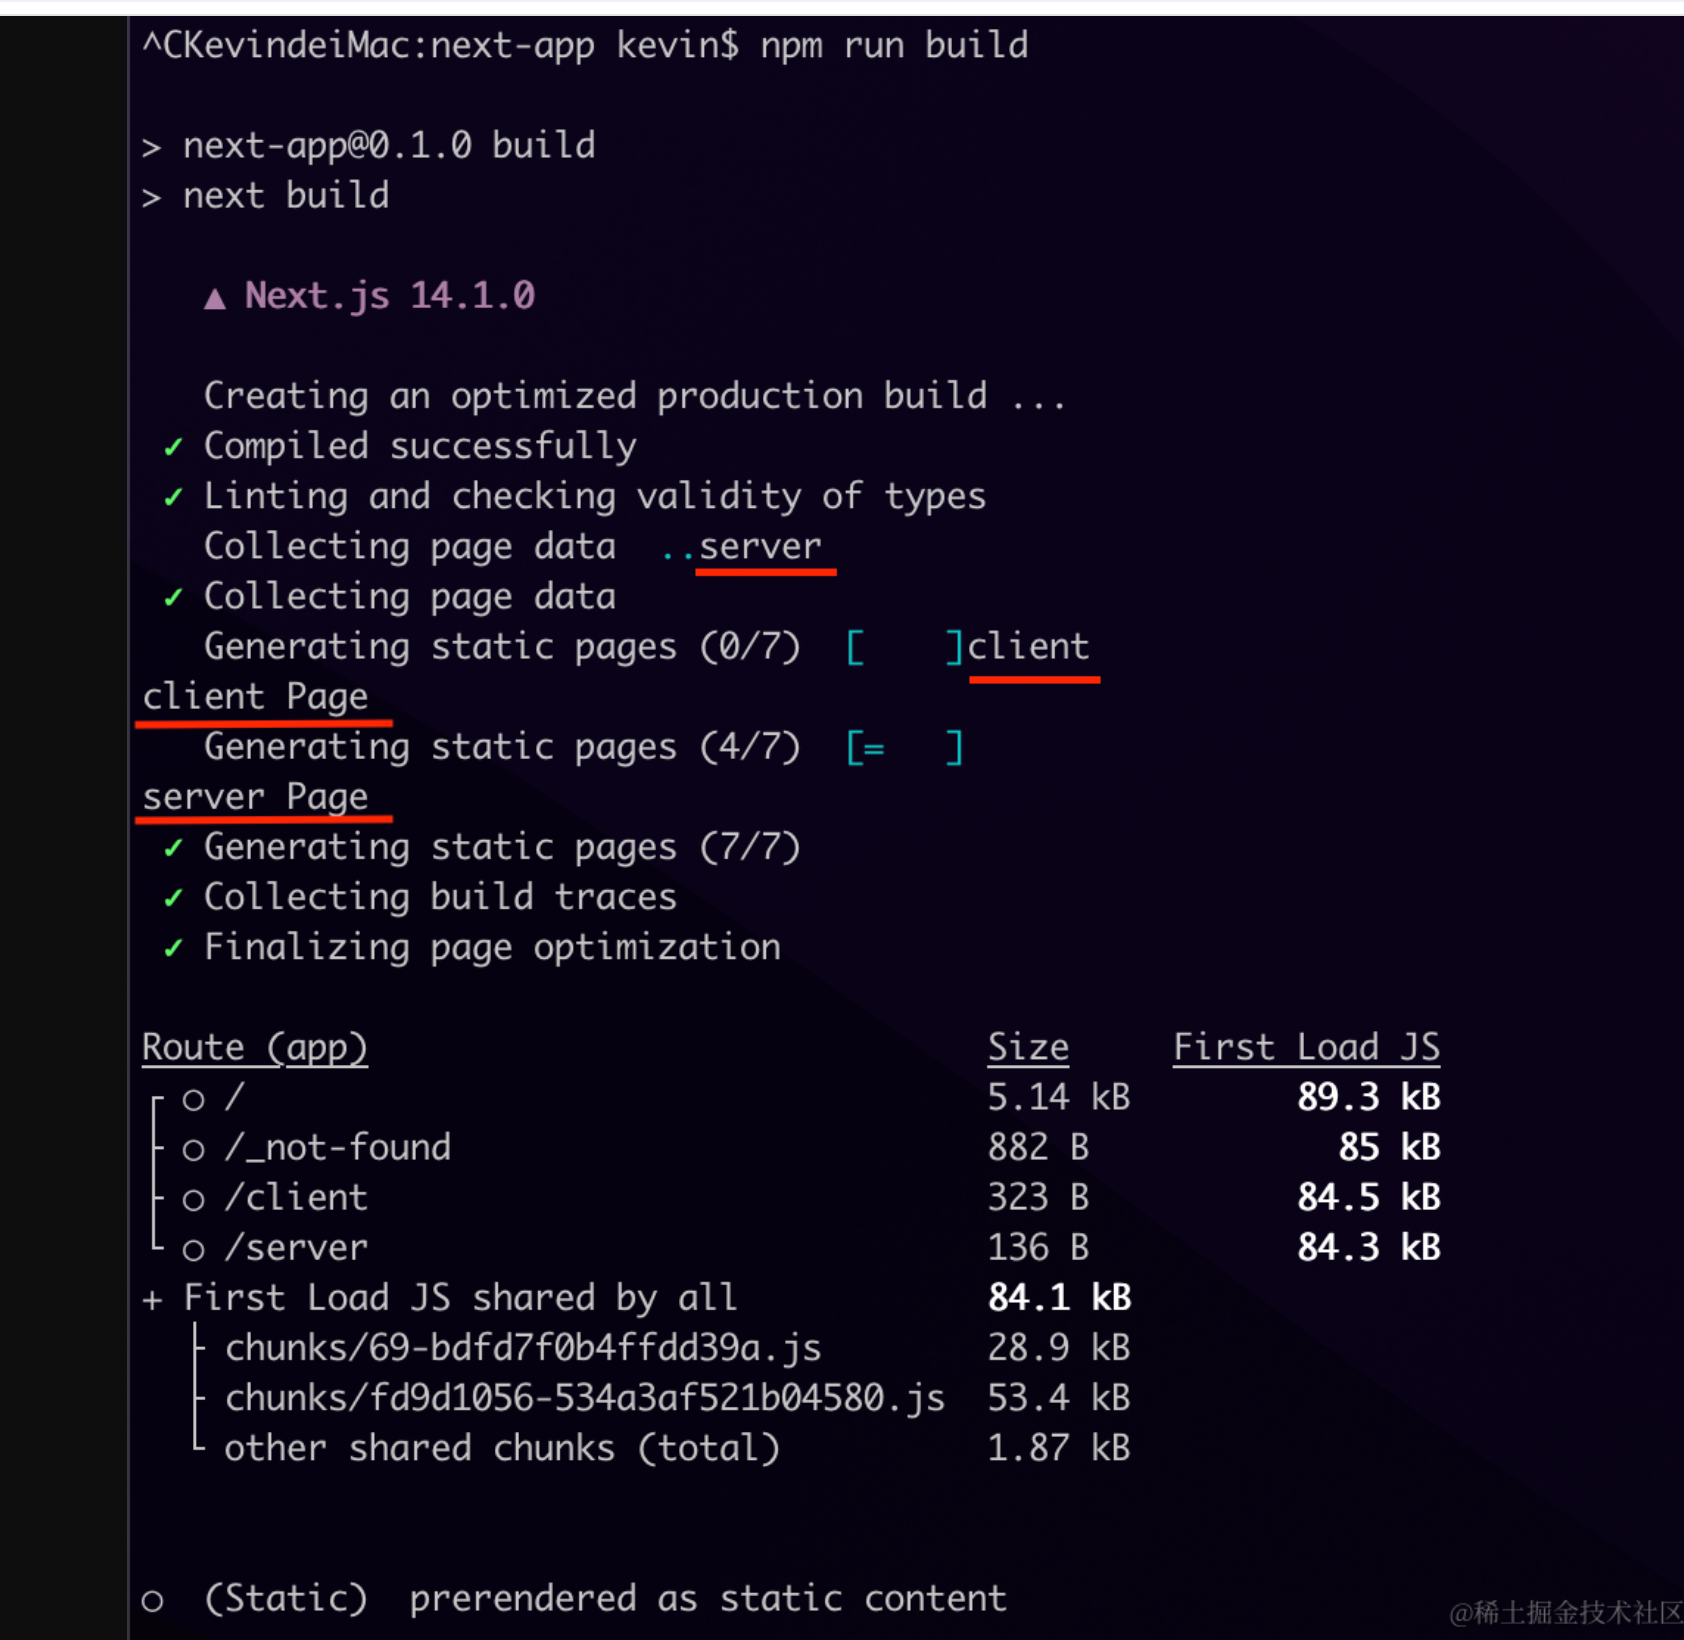 ^CKevindeiMac:next-app kevin$ npm run build
> next-app@0.1.0 build
> next build
▲ Next.js 14.1.0
Creating an optimized production build ...
✓ Compiled successfully
✓ Linting and checking validity of types
Collecting page data ..server
✓ Collecting page data
Generating static pages (0/7) [    ]client
client Page
Generating static pages (4/7) [=   ]
server Page
✓ Generating static pages (7/7)
✓ Collecting build traces
✓ Finalizing page optimization
Route (app) Size First Load JS
┌ ○ / 5.14 kB 89.3 kB
├ ○ /_not-found 882 B 85 kB
├ ○ /client 323 B 84.5 kB
└ ○ /server 136 B 84.3 kB
+ First Load JS shared by all 84.1 kB
├ chunks/69-bdfd7f0b4ffdd39a.js 28.9 kB
├ chunks/fd9d1056-534a3af521b04580.js 53.4 kB
└ other shared chunks (total) 1.87 kB
○ (Static) prerendered as static content
@稀土掘金技术社区